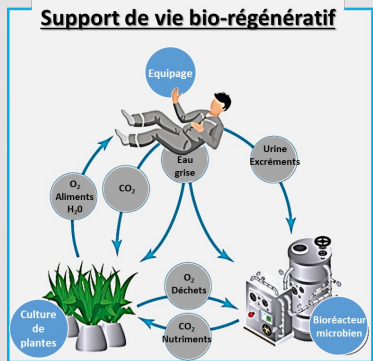 Support de vie bio-régénératif
Equipage
Urine
Excréments
Eau
grise
O₂
Aliments
H₂0
CO₂
O₂
Déchets
Culture
de
plantes
Bioréacteur
microbien
CO₂
Nutriments